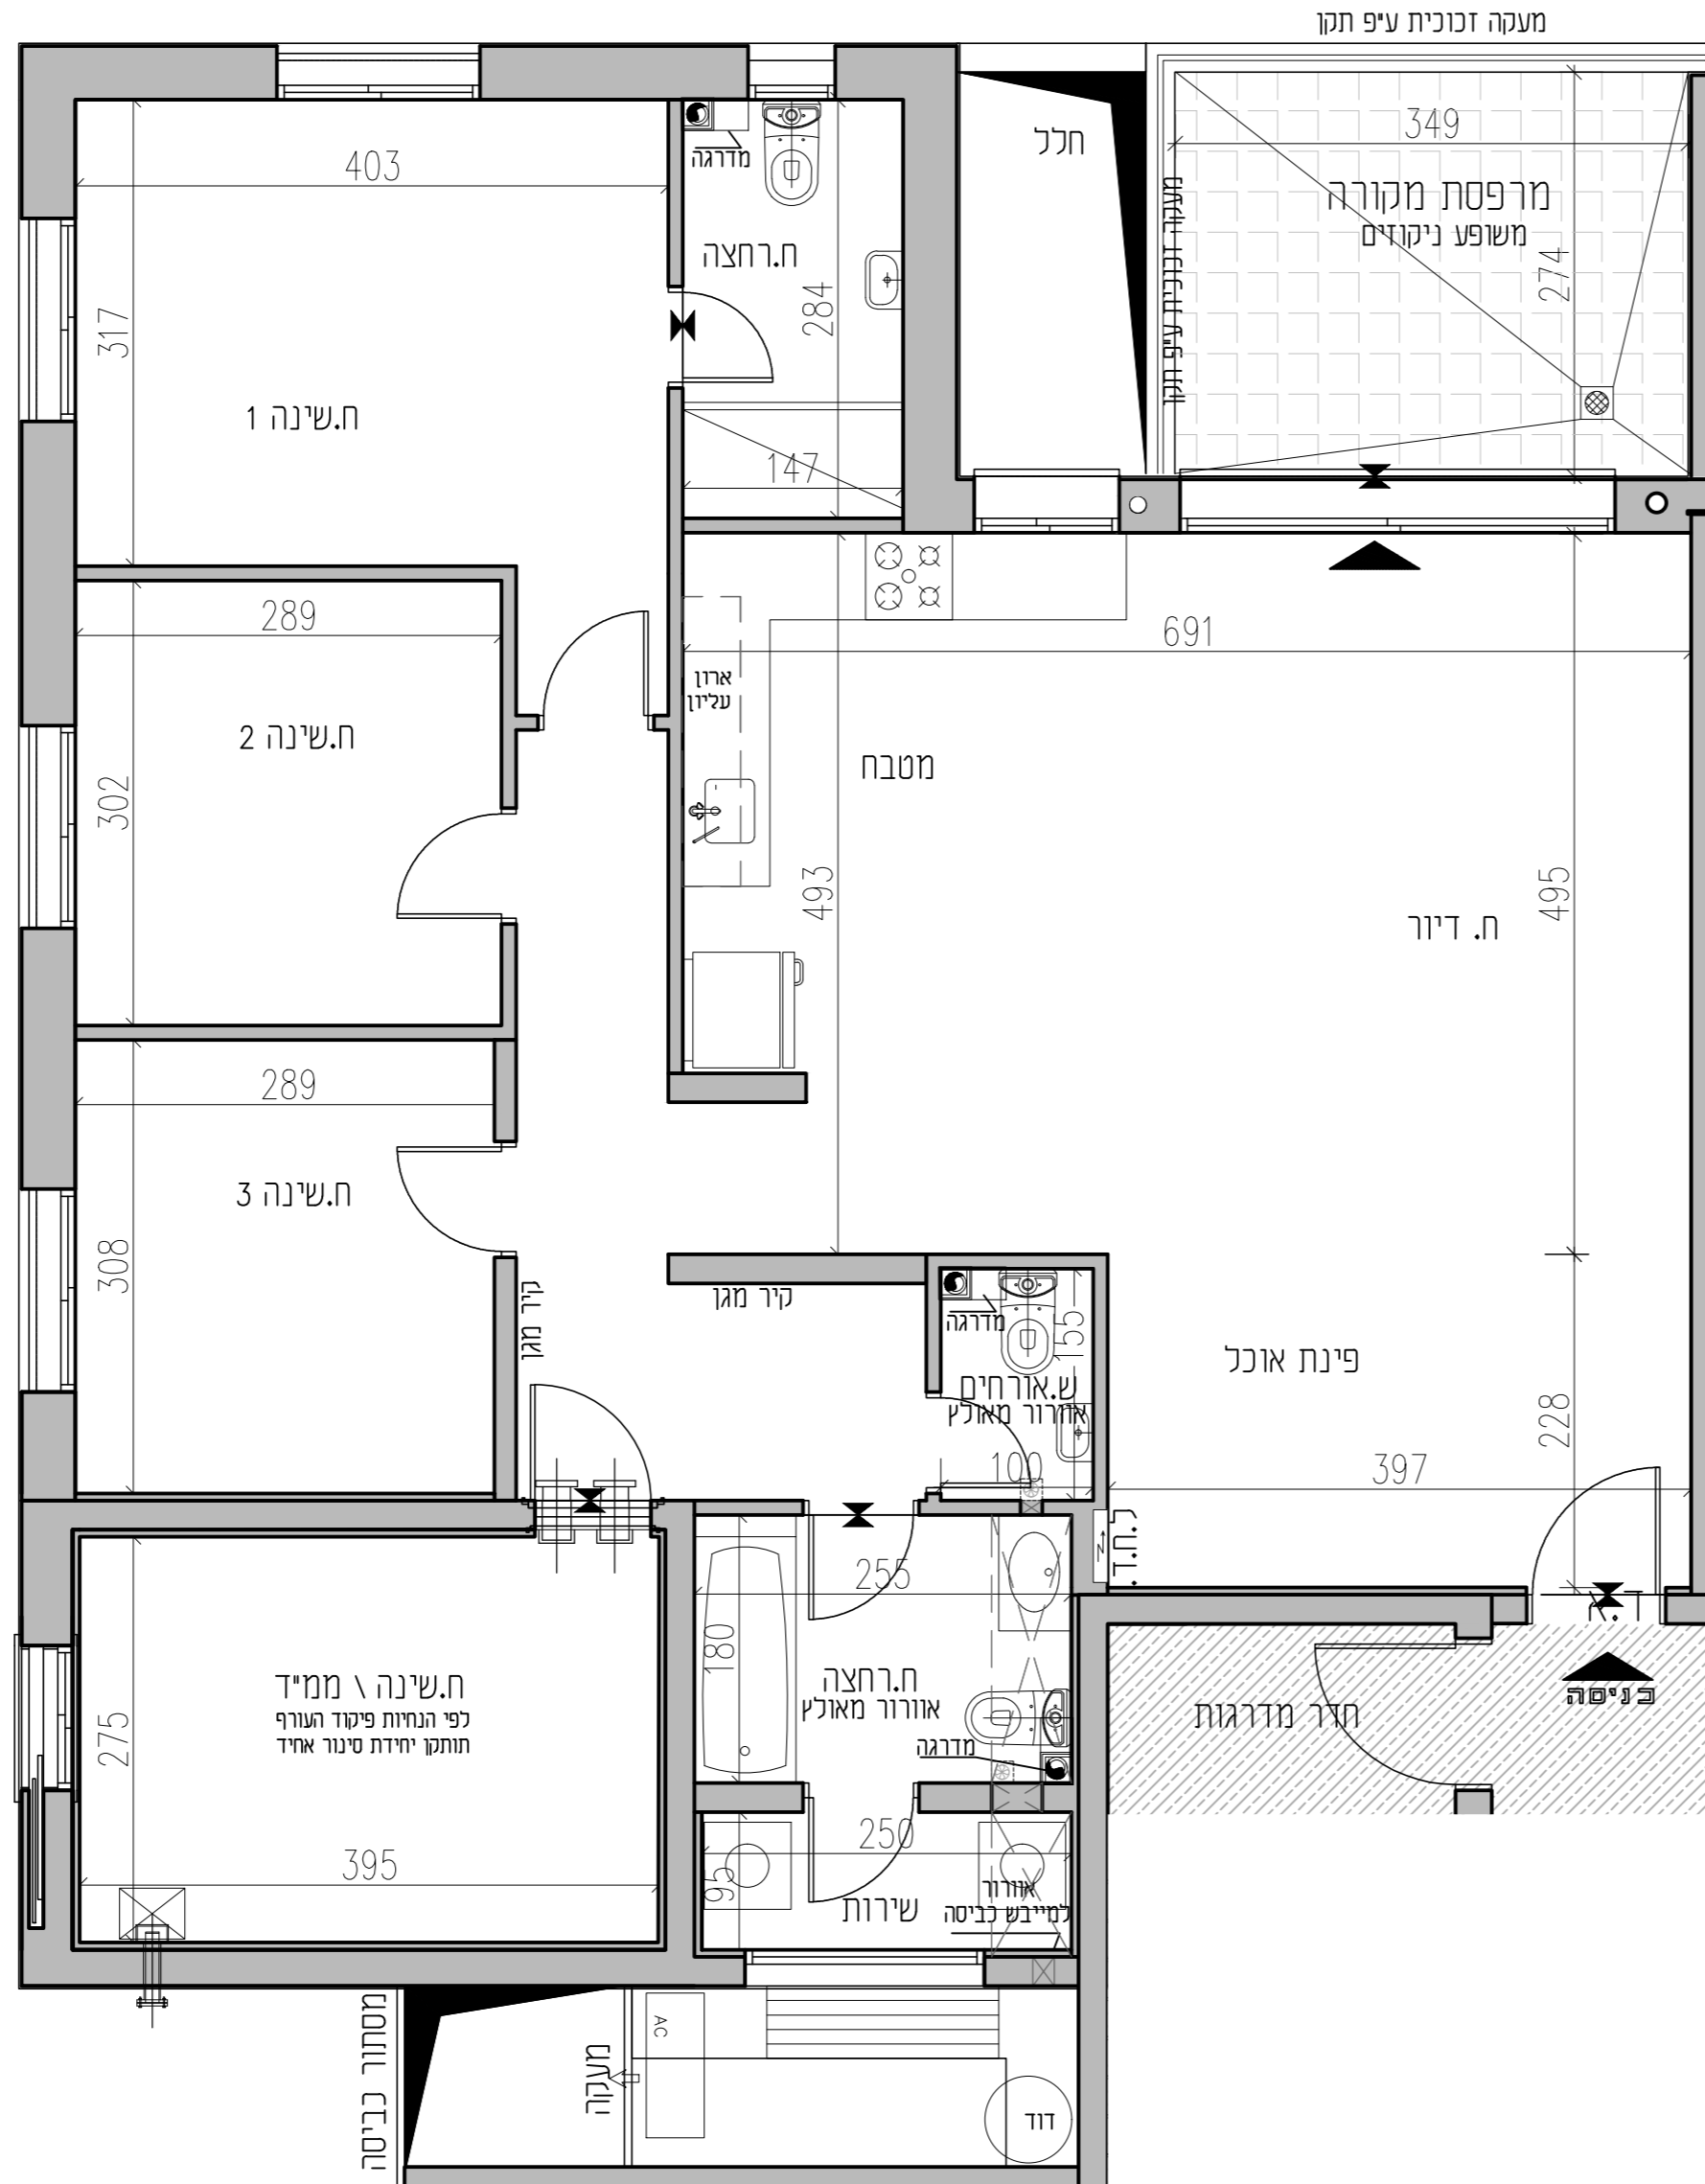 מעקה זכוכית ע"פ תקן
349
מרפסת מקורה
משופע ניקוזים
274
מעקה זכוכית ע"פ תקן
חלל
403
317
ח.שינה 1
מדרגה
ח.רחצה
284
147
289
302
ח.שינה 2
691
ארון
עליון
מטבח
493
495
ח. דיור
289
308
ח.שינה 3
קיר מגן
קיר מגן
מדרגה
155
ש.אורחים
אוורור מאולץ
100
פינת אוכל
228
397
ל.ח.ד.
א.ד
כניסה
חדר מדרגות
ח.שינה \ ממ"ד
לפי הנחיות פיקוד העורף
תותקן יחידת סינור אחיד
275
395
255
180
ח.רחצה
אוורור מאולץ
מדרגה
250
95
שירות
אוורור
למייבש כביסה
מסתור כביסה
מעקה
AC
דוד